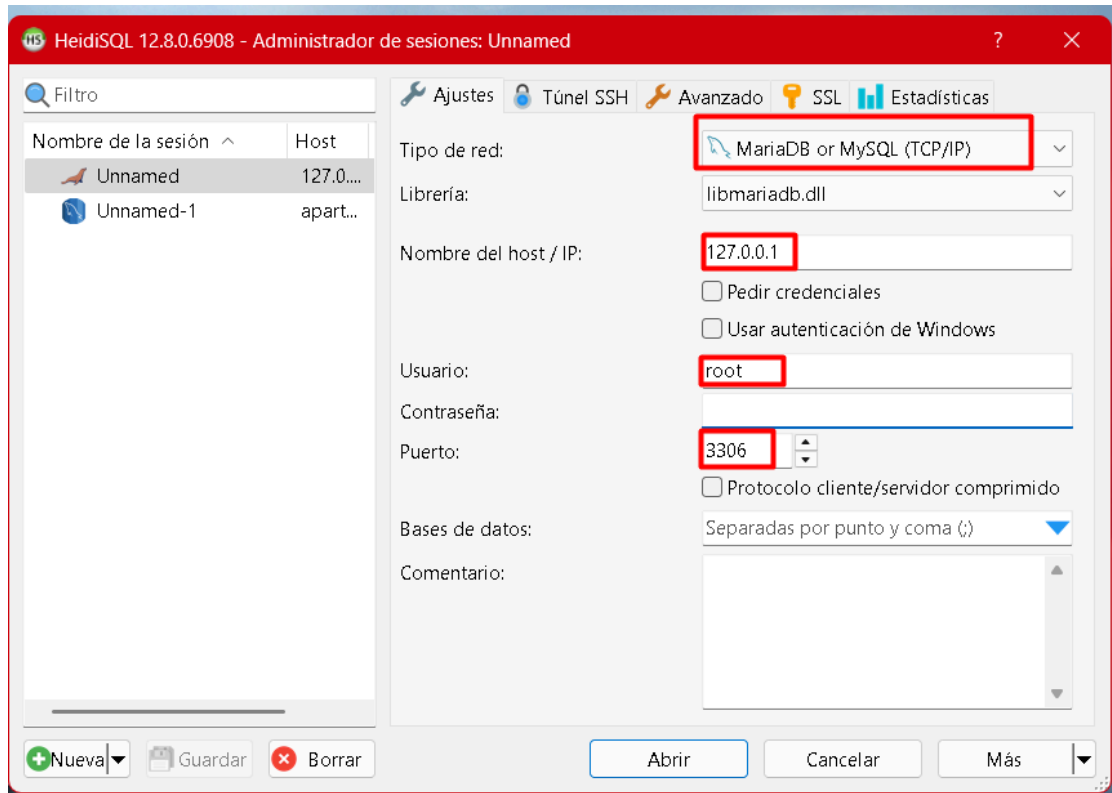 HeidiSQL 12.8.0.6908 - Administrador de sesiones: Unnamed
Filtro
Nombre de la sesión Host
Unnamed 127.0....
Unnamed-1 apart...
Ajustes Túnel SSH Avanzado SSL Estadísticas
Tipo de red: MariaDB or MySQL (TCP/IP)
Librería: libmariadb.dll
Nombre del host / IP: 127.0.0.1
Pedir credenciales
Usar autenticación de Windows
Usuario: root
Contraseña:
Puerto: 3306
Protocolo cliente/servidor comprimido
Bases de datos: Separadas por punto y coma (;)
Comentario:
Nueva Guardar Borrar Abrir Cancelar Más